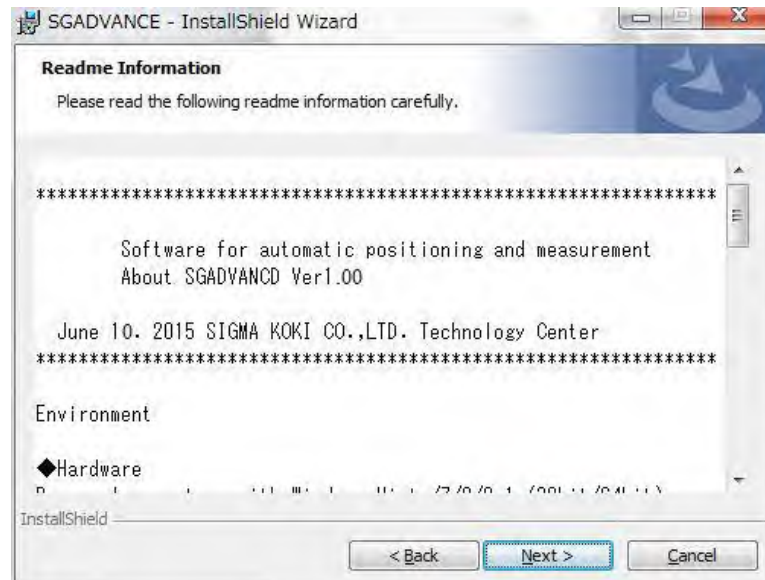 SGADVANCE - InstallShield Wizard
Readme Information
Please read the following readme information carefully.
****************************************************************
Software for automatic positioning and measurement
About SGADVANCD Ver1.00
June 10. 2015 SIGMA KOKI CO.,LTD. Technology Center
****************************************************************
Environment
◆Hardware
InstallShield
< Back
Next >
Cancel